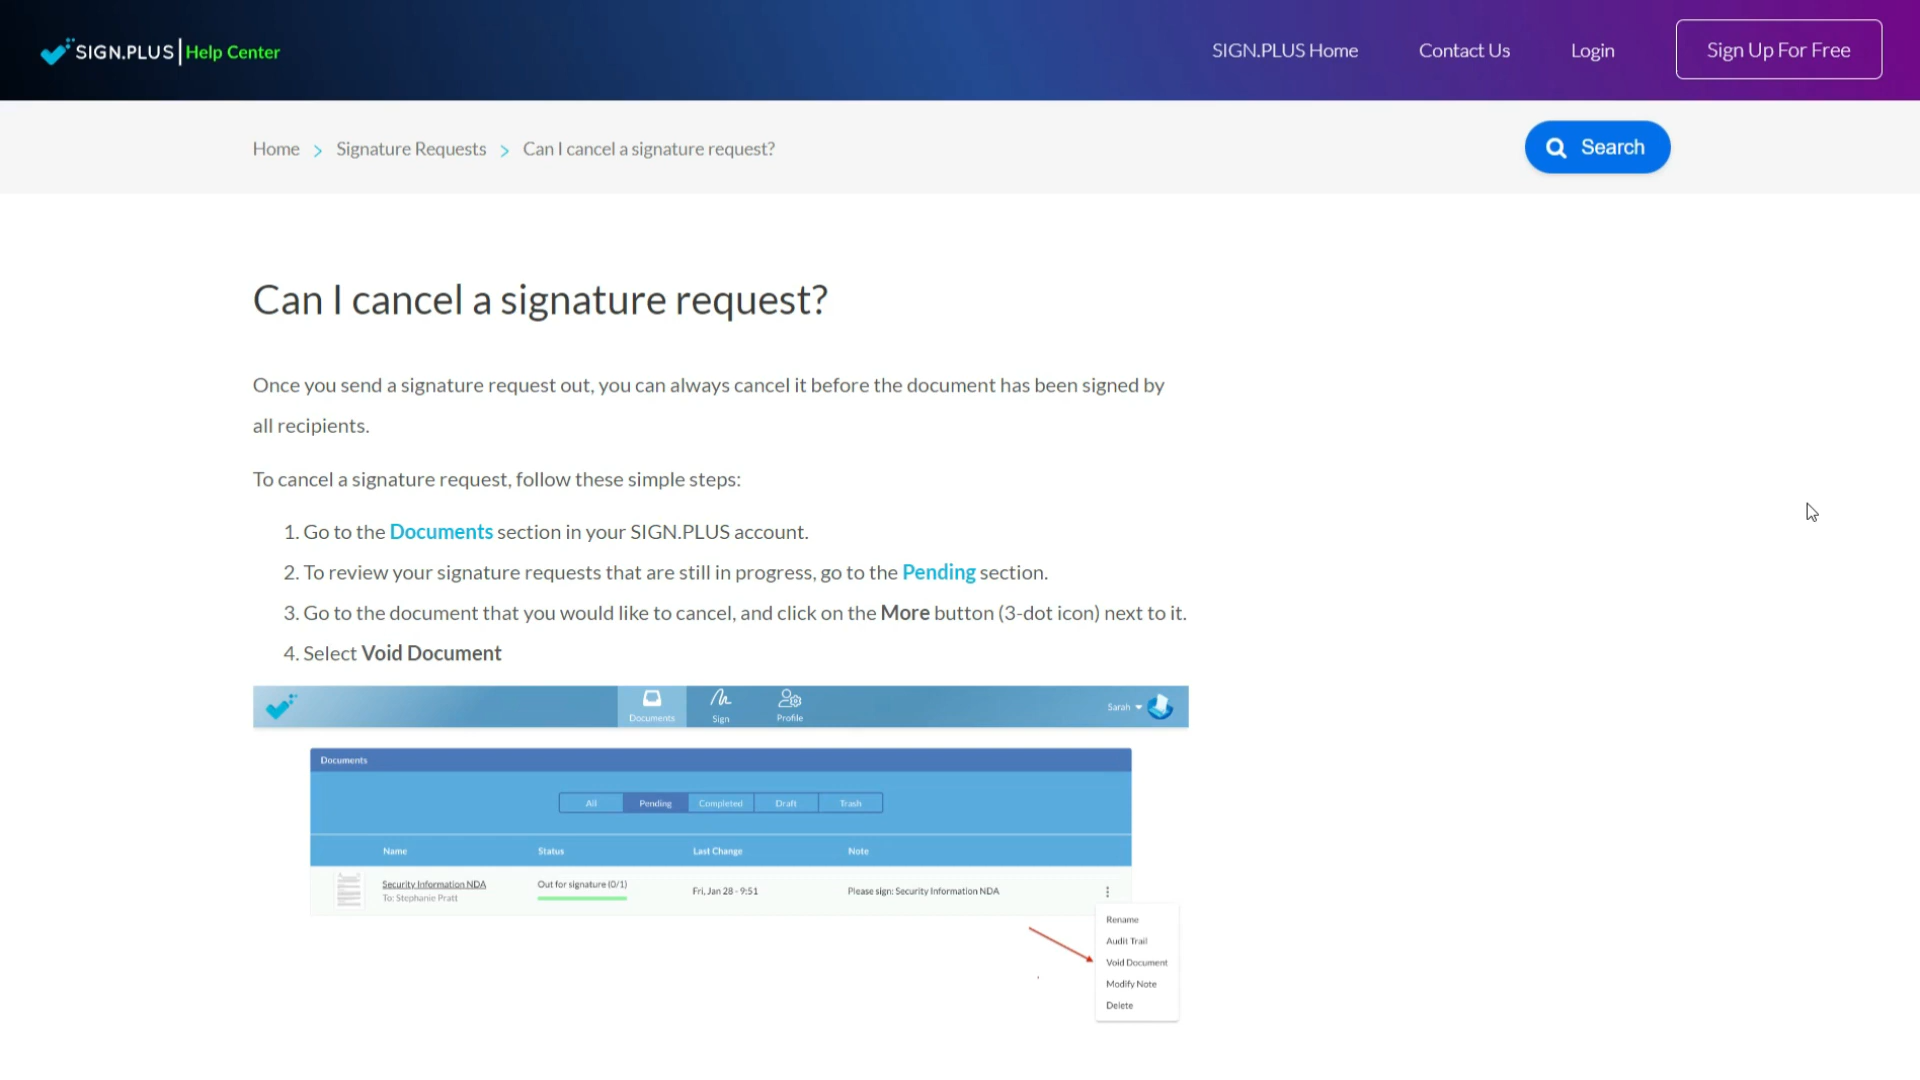 SIGN.PLUS | Help Center
SIGN.PLUS Home
Contact Us
Login
Sign Up For Free
Home > Signature Requests > Can I cancel a signature request?
Search
Can I cancel a signature request?
Once you send a signature request out, you can always cancel it before the document has been signed by
all recipients.
To cancel a signature request, follow these simple steps:
1. Go to the Documents section in your SIGN.PLUS account.
2. To review your signature requests that are still in progress, go to the Pending section.
3. Go to the document that you would like to cancel, and click on the More button (3-dot icon) next to it.
4. Select Void Document
Documents
Sign
Profile
Sarah
Documents
All
Pending
Completed
Draft
Trash
Name
Status
Last Change
Note
Security Information NDA
To: Stephanie Pratt
Out for signature (0/1)
Fri, Jan 28 - 9:51
Please sign: Security Information NDA
Rename
Audit Trail
Void Document
Modify Note
Delete